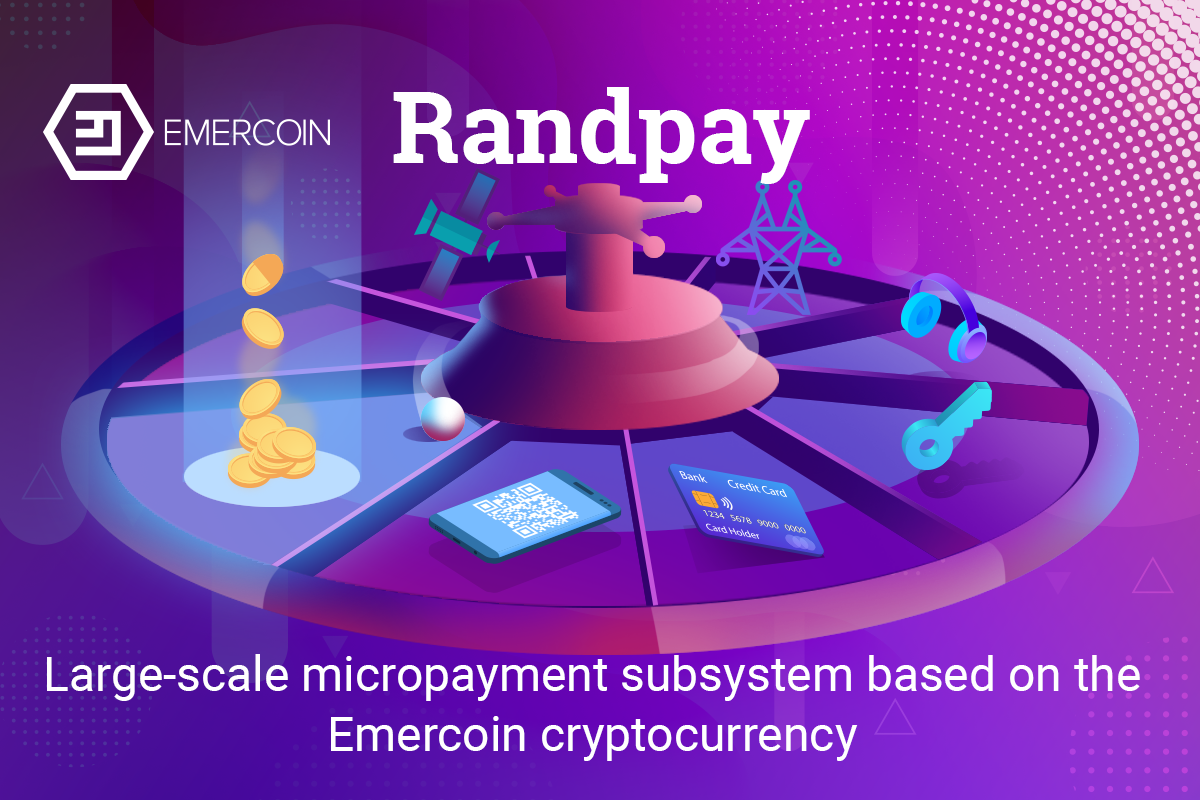 EMERCOIN
Randpay
Bank Credit Card
1234 5678 9000 0000
Card Holder
Large-scale micropayment subsystem based on the
Emercoin cryptocurrency